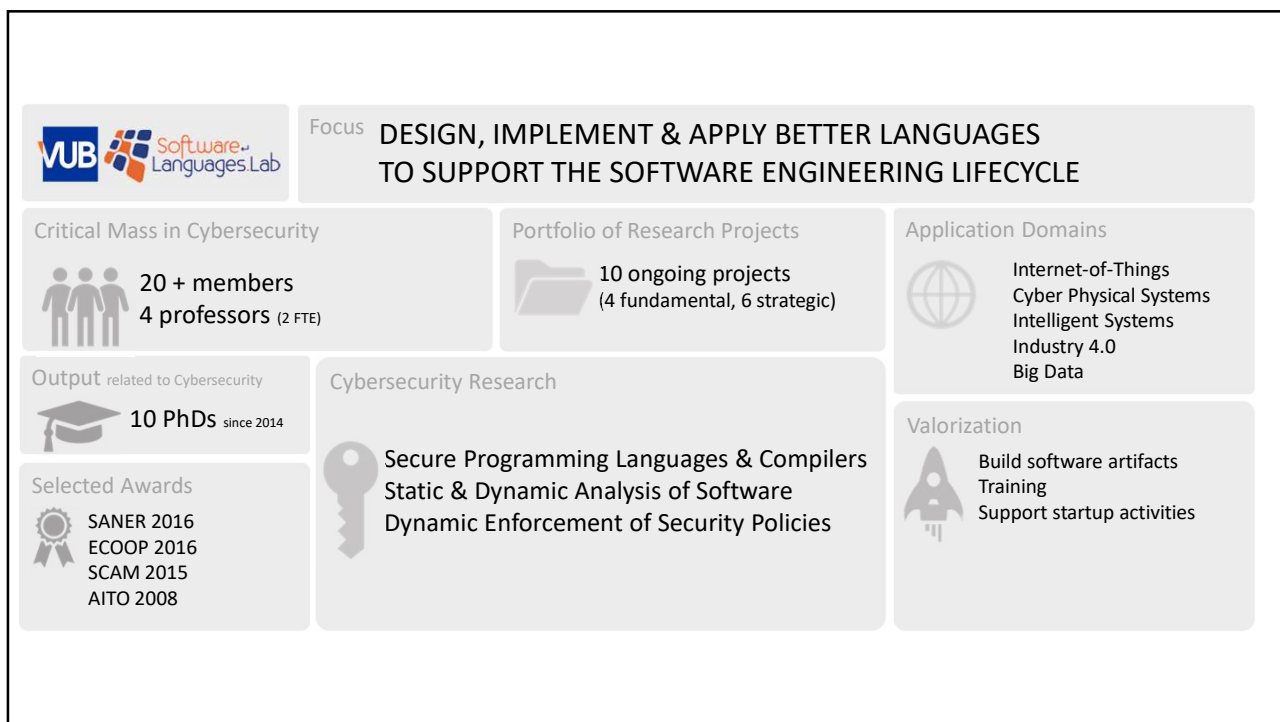 VUB
Software
Languages.Lab
Focus
DESIGN, IMPLEMENT & APPLY BETTER LANGUAGES
TO SUPPORT THE SOFTWARE ENGINEERING LIFECYCLE
Critical Mass in Cybersecurity
20 + members
4 professors (2 FTE)
Portfolio of Research Projects
10 ongoing projects
(4 fundamental, 6 strategic)
Application Domains
Internet-of-Things
Cyber Physical Systems
Intelligent Systems
Industry 4.0
Big Data
Output related to Cybersecurity
10 PhDs since 2014
Selected Awards
SANER 2016
ECOOP 2016
SCAM 2015
AITO 2008
Cybersecurity Research
Secure Programming Languages & Compilers
Static & Dynamic Analysis of Software
Dynamic Enforcement of Security Policies
Valorization
Build software artifacts
Training
Support startup activities